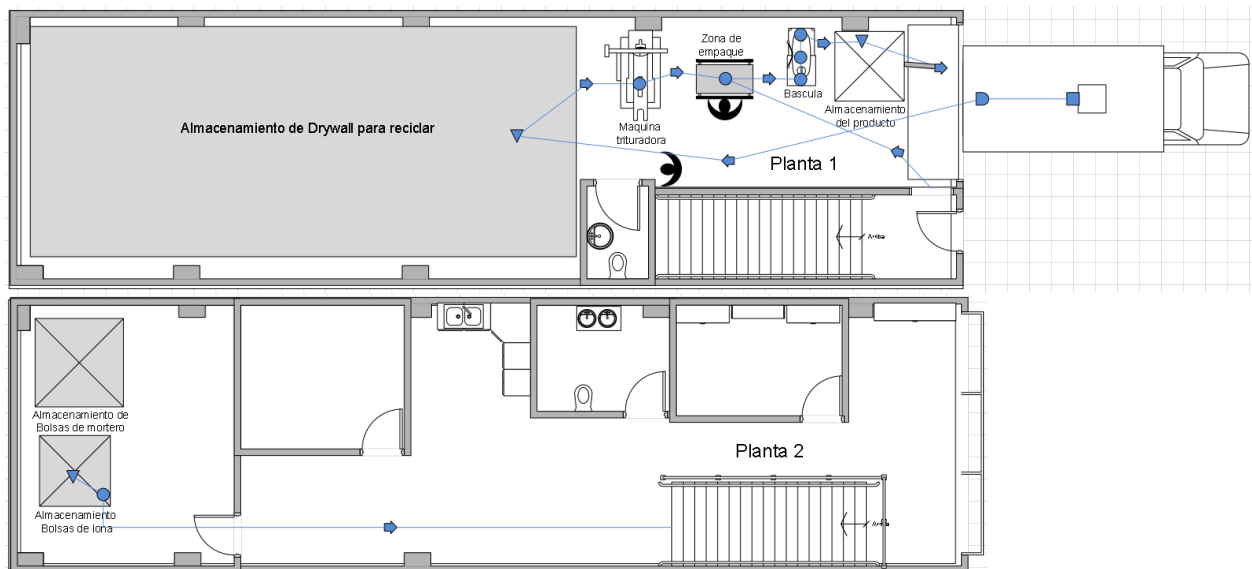 Almacenamiento de Drywall para reciclar
Zona de
empaque
Maquina
trituradora
Bascula
Almacenamiento
del producto
Planta 1
Arriba
Almacenamiento de
Bolsas de mortero
Almacenamiento
Bolsas de lona
Planta 2